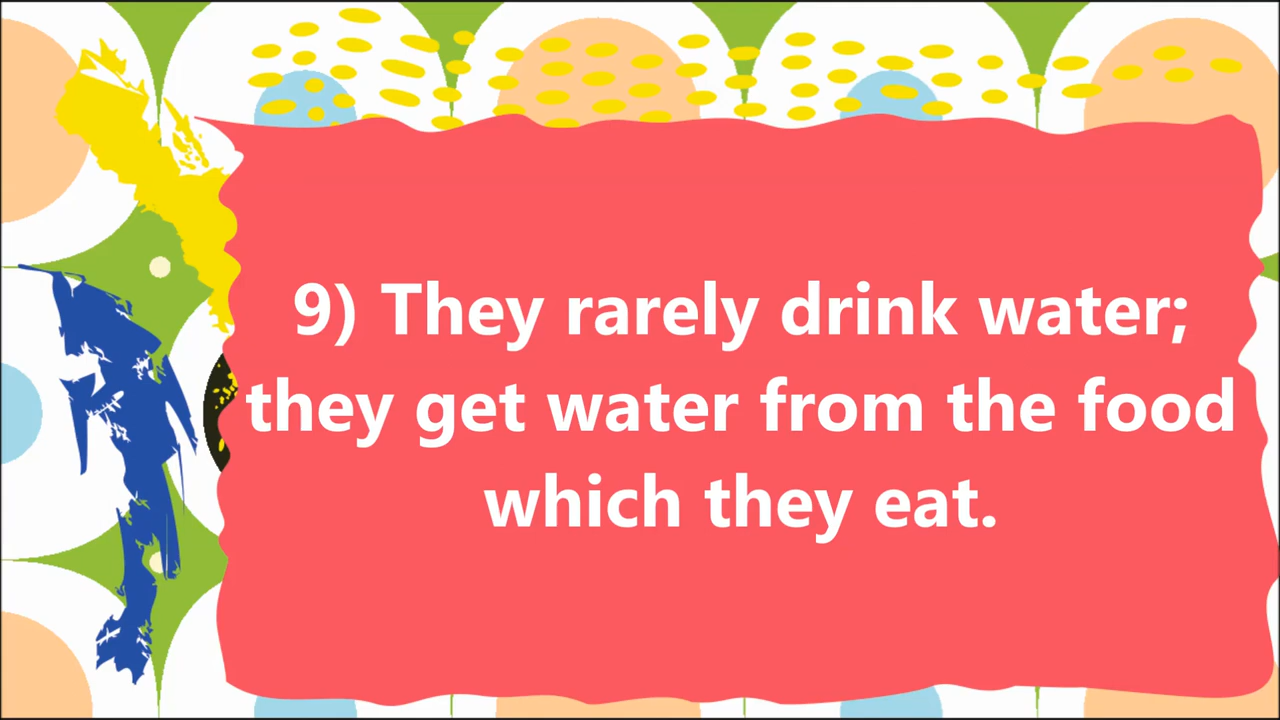 9) They rarely drink water;
they get water from the food
which they eat.